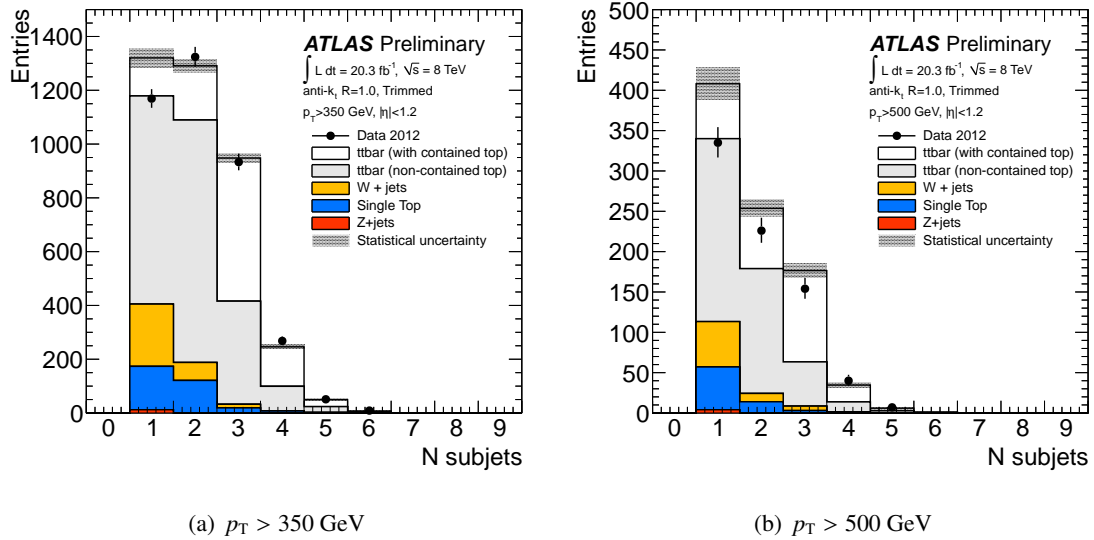 Entries
1400
1200
1000
800
600
400
200
0
ATLAS Preliminary
∫ L dt = 20.3 fb⁻¹, √s = 8 TeV
anti-kₜ R=1.0, Trimmed
p_T>350 GeV, |η|<1.2
Data 2012
ttbar (with contained top)
ttbar (non-contained top)
W + jets
Single Top
Z+jets
Statistical uncertainty
0 1 2 3 4 5 6 7 8 9
N subjets
(a) p_T > 350 GeV
Entries
500
450
400
350
300
250
200
150
100
50
0
ATLAS Preliminary
∫ L dt = 20.3 fb⁻¹, √s = 8 TeV
anti-kₜ R=1.0, Trimmed
p_T>500 GeV, |η|<1.2
Data 2012
ttbar (with contained top)
ttbar (non-contained top)
W + jets
Single Top
Z+jets
Statistical uncertainty
0 1 2 3 4 5 6 7 8 9
N subjets
(b) p_T > 500 GeV